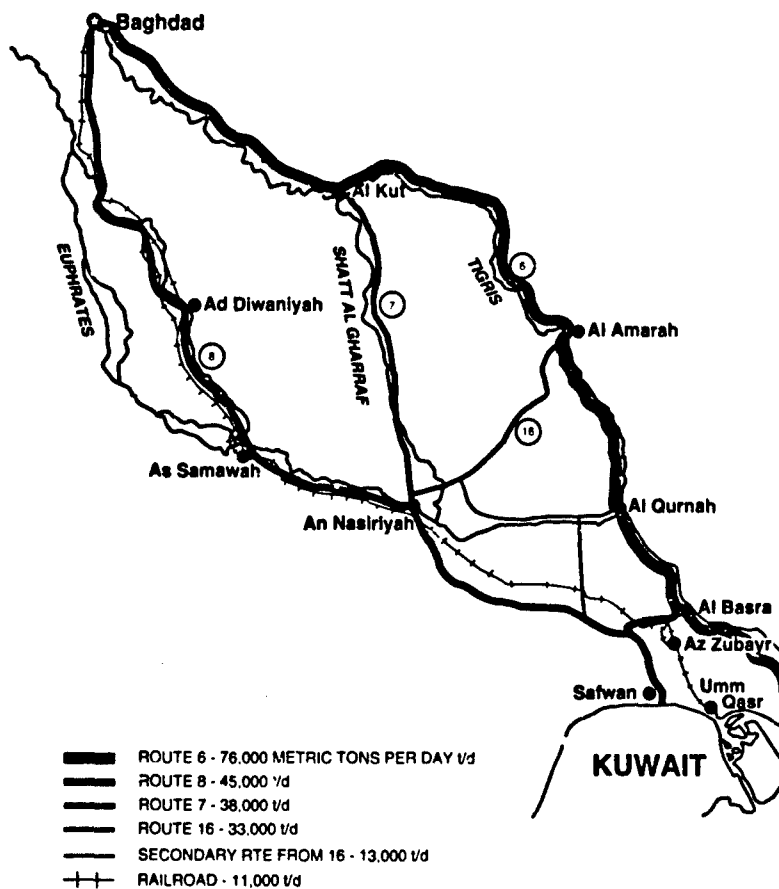 Baghdad
Al Kut
SHATT AL GHARRAF
7
6
TIGRIS
EUPHRATES
Ad Diwaniyah
8
Al Amarah
16
As Samawah
An Nasiriyah
Al Qurnah
Al Basra
Az Zubayr
Safwan
Umm
Qasr
KUWAIT
ROUTE 6 - 76,000 METRIC TONS PER DAY t/d
ROUTE 8 - 45,000 t/d
ROUTE 7 - 38,000 t/d
ROUTE 16 - 33,000 t/d
SECONDARY RTE FROM 16 - 13,000 t/d
RAILROAD - 11,000 t/d